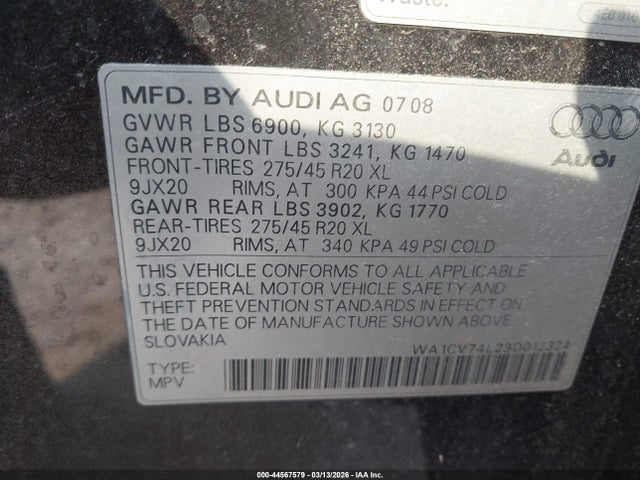 MFD. BY AUDI AG 0708
GVWR LBS 6900, KG 3130
GAWR FRONT LBS 3241, KG 1470
FRONT-TIRES 275/45 R20 XL
9JX20 RIMS, AT 300 KPA 44 PSI COLD
GAWR REAR LBS 3902, KG 1770
REAR-TIRES 275/45 R20 XL
9JX20 RIMS, AT 340 KPA 49 PSI COLD
Audi
THIS VEHICLE CONFORMS TO ALL APPLICABLE
U.S. FEDERAL MOTOR VEHICLE SAFETY AND
THEFT PREVENTION STANDARDS IN EFFECT ON
THE DATE OF MANUFACTURE SHOWN ABOVE
SLOVAKIA
WA1CV74L29D012324
TYPE:
MPV
000-44567579 - 03/13/2026 - IAA Inc.